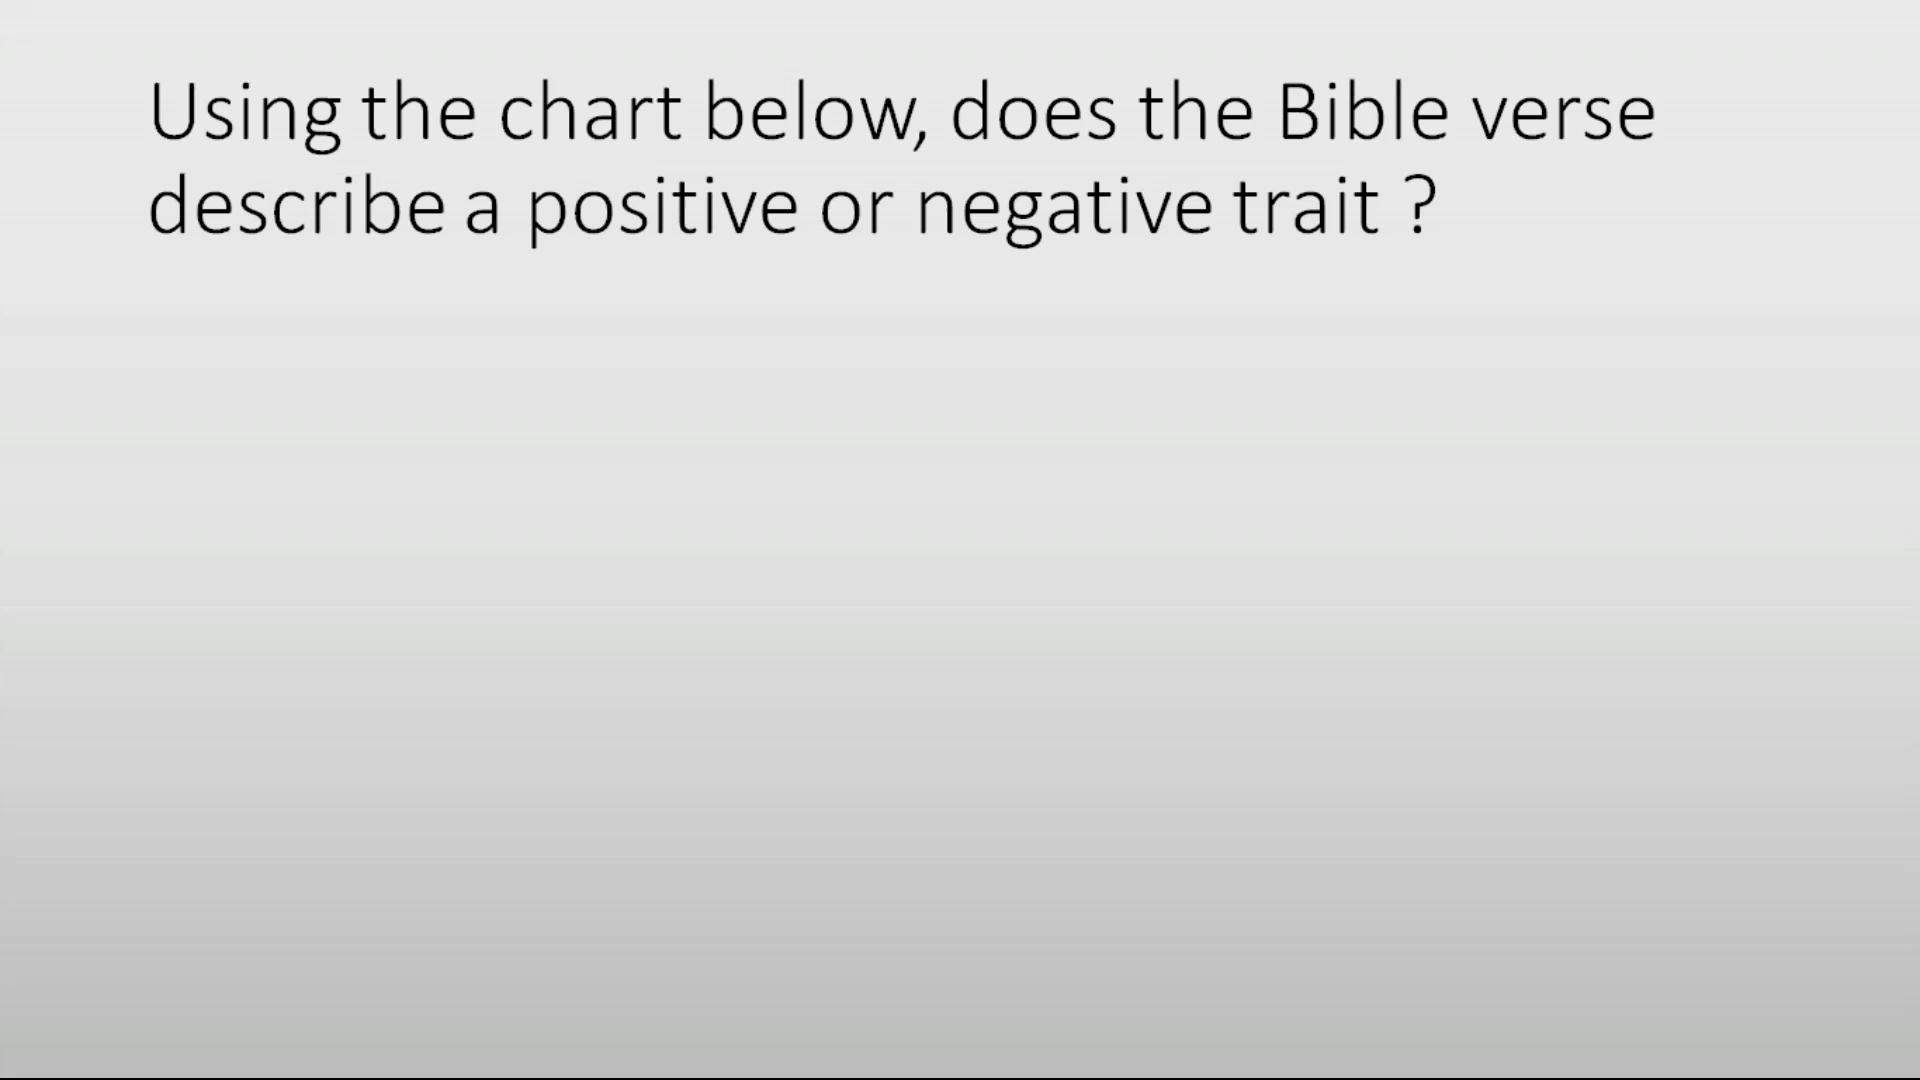 Using the chart below, does the Bible verse
describe a positive or negative trait ?